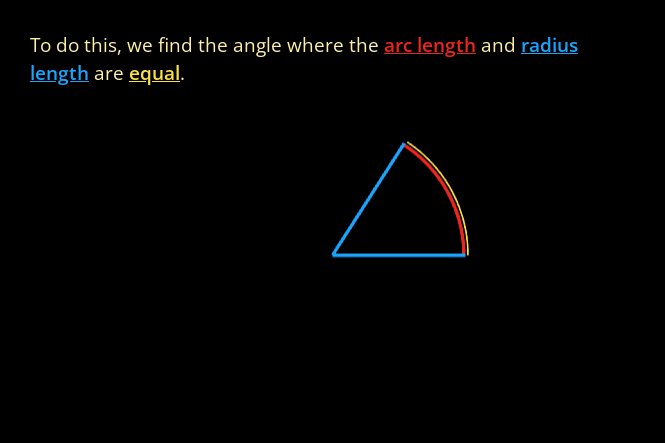 To do this, we find the angle where the arc length and radius
length are equal.